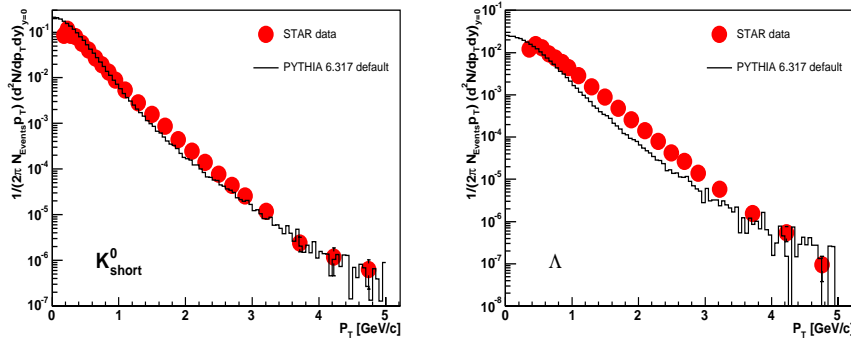 1/(2π N_Events p_T) (d²N/dp_T dy)_y=0
10⁻¹
10⁻²
10⁻³
10⁻⁴
10⁻⁵
10⁻⁶
10⁻⁷
STAR data
PYTHIA 6.317 default
K⁰_short
0 1 2 3 4 5
P_T [GeV/c]
1/(2π N_Events p_T) (d²N/dp_T dy)_y=0
10⁻¹
10⁻²
10⁻³
10⁻⁴
10⁻⁵
10⁻⁶
10⁻⁷
10⁻⁸
STAR data
PYTHIA 6.317 default
Λ
0 1 2 3 4 5
P_T [GeV/c]